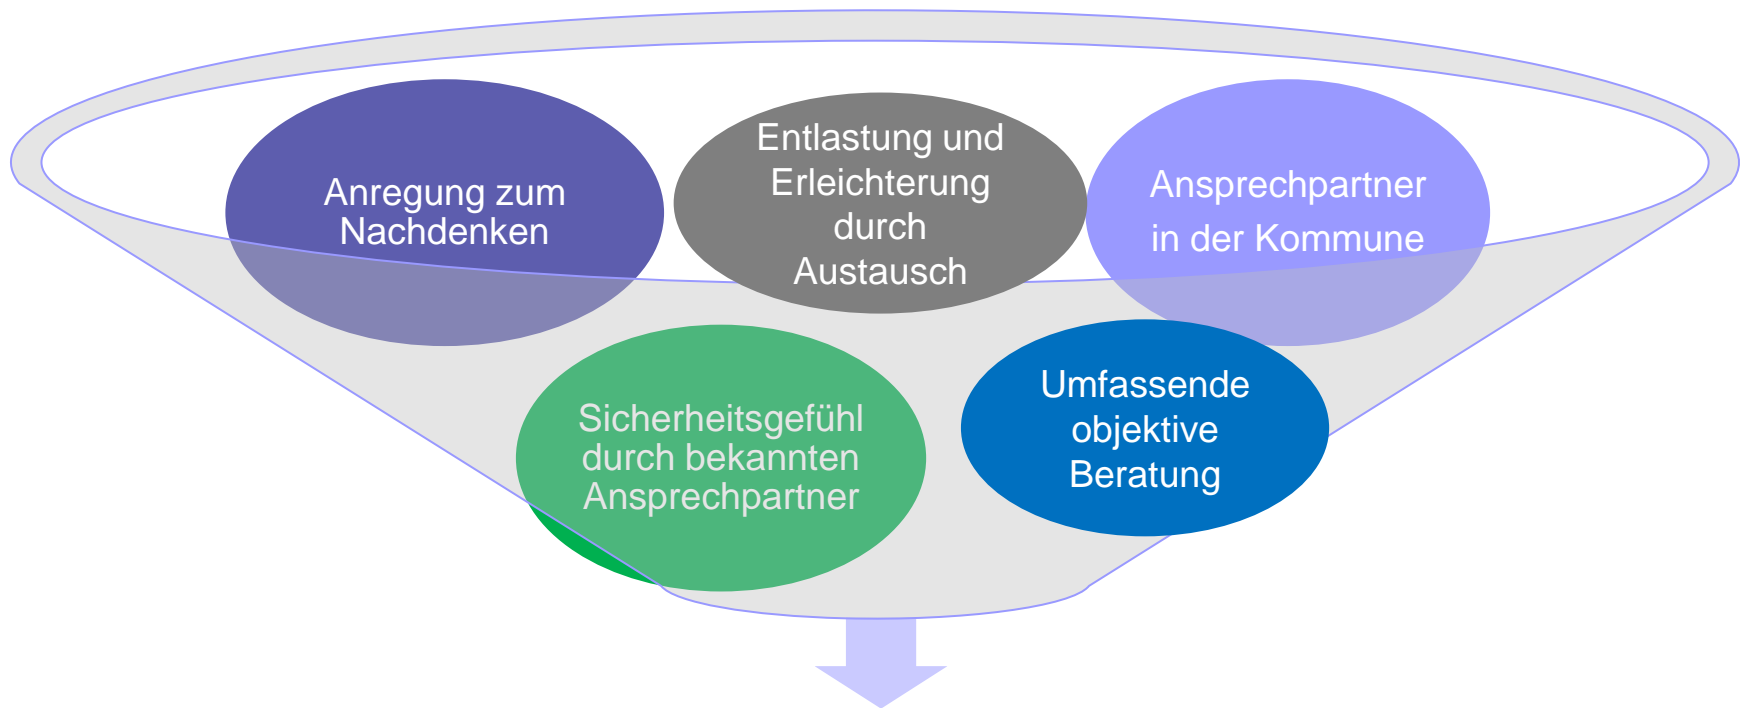 Anregung zum
Nachdenken
Entlastung und
Erleichterung
durch
Austausch
Ansprechpartner
in der Kommune
Sicherheitsgefühl
durch bekannten
Ansprechpartner
Umfassende
objektive
Beratung